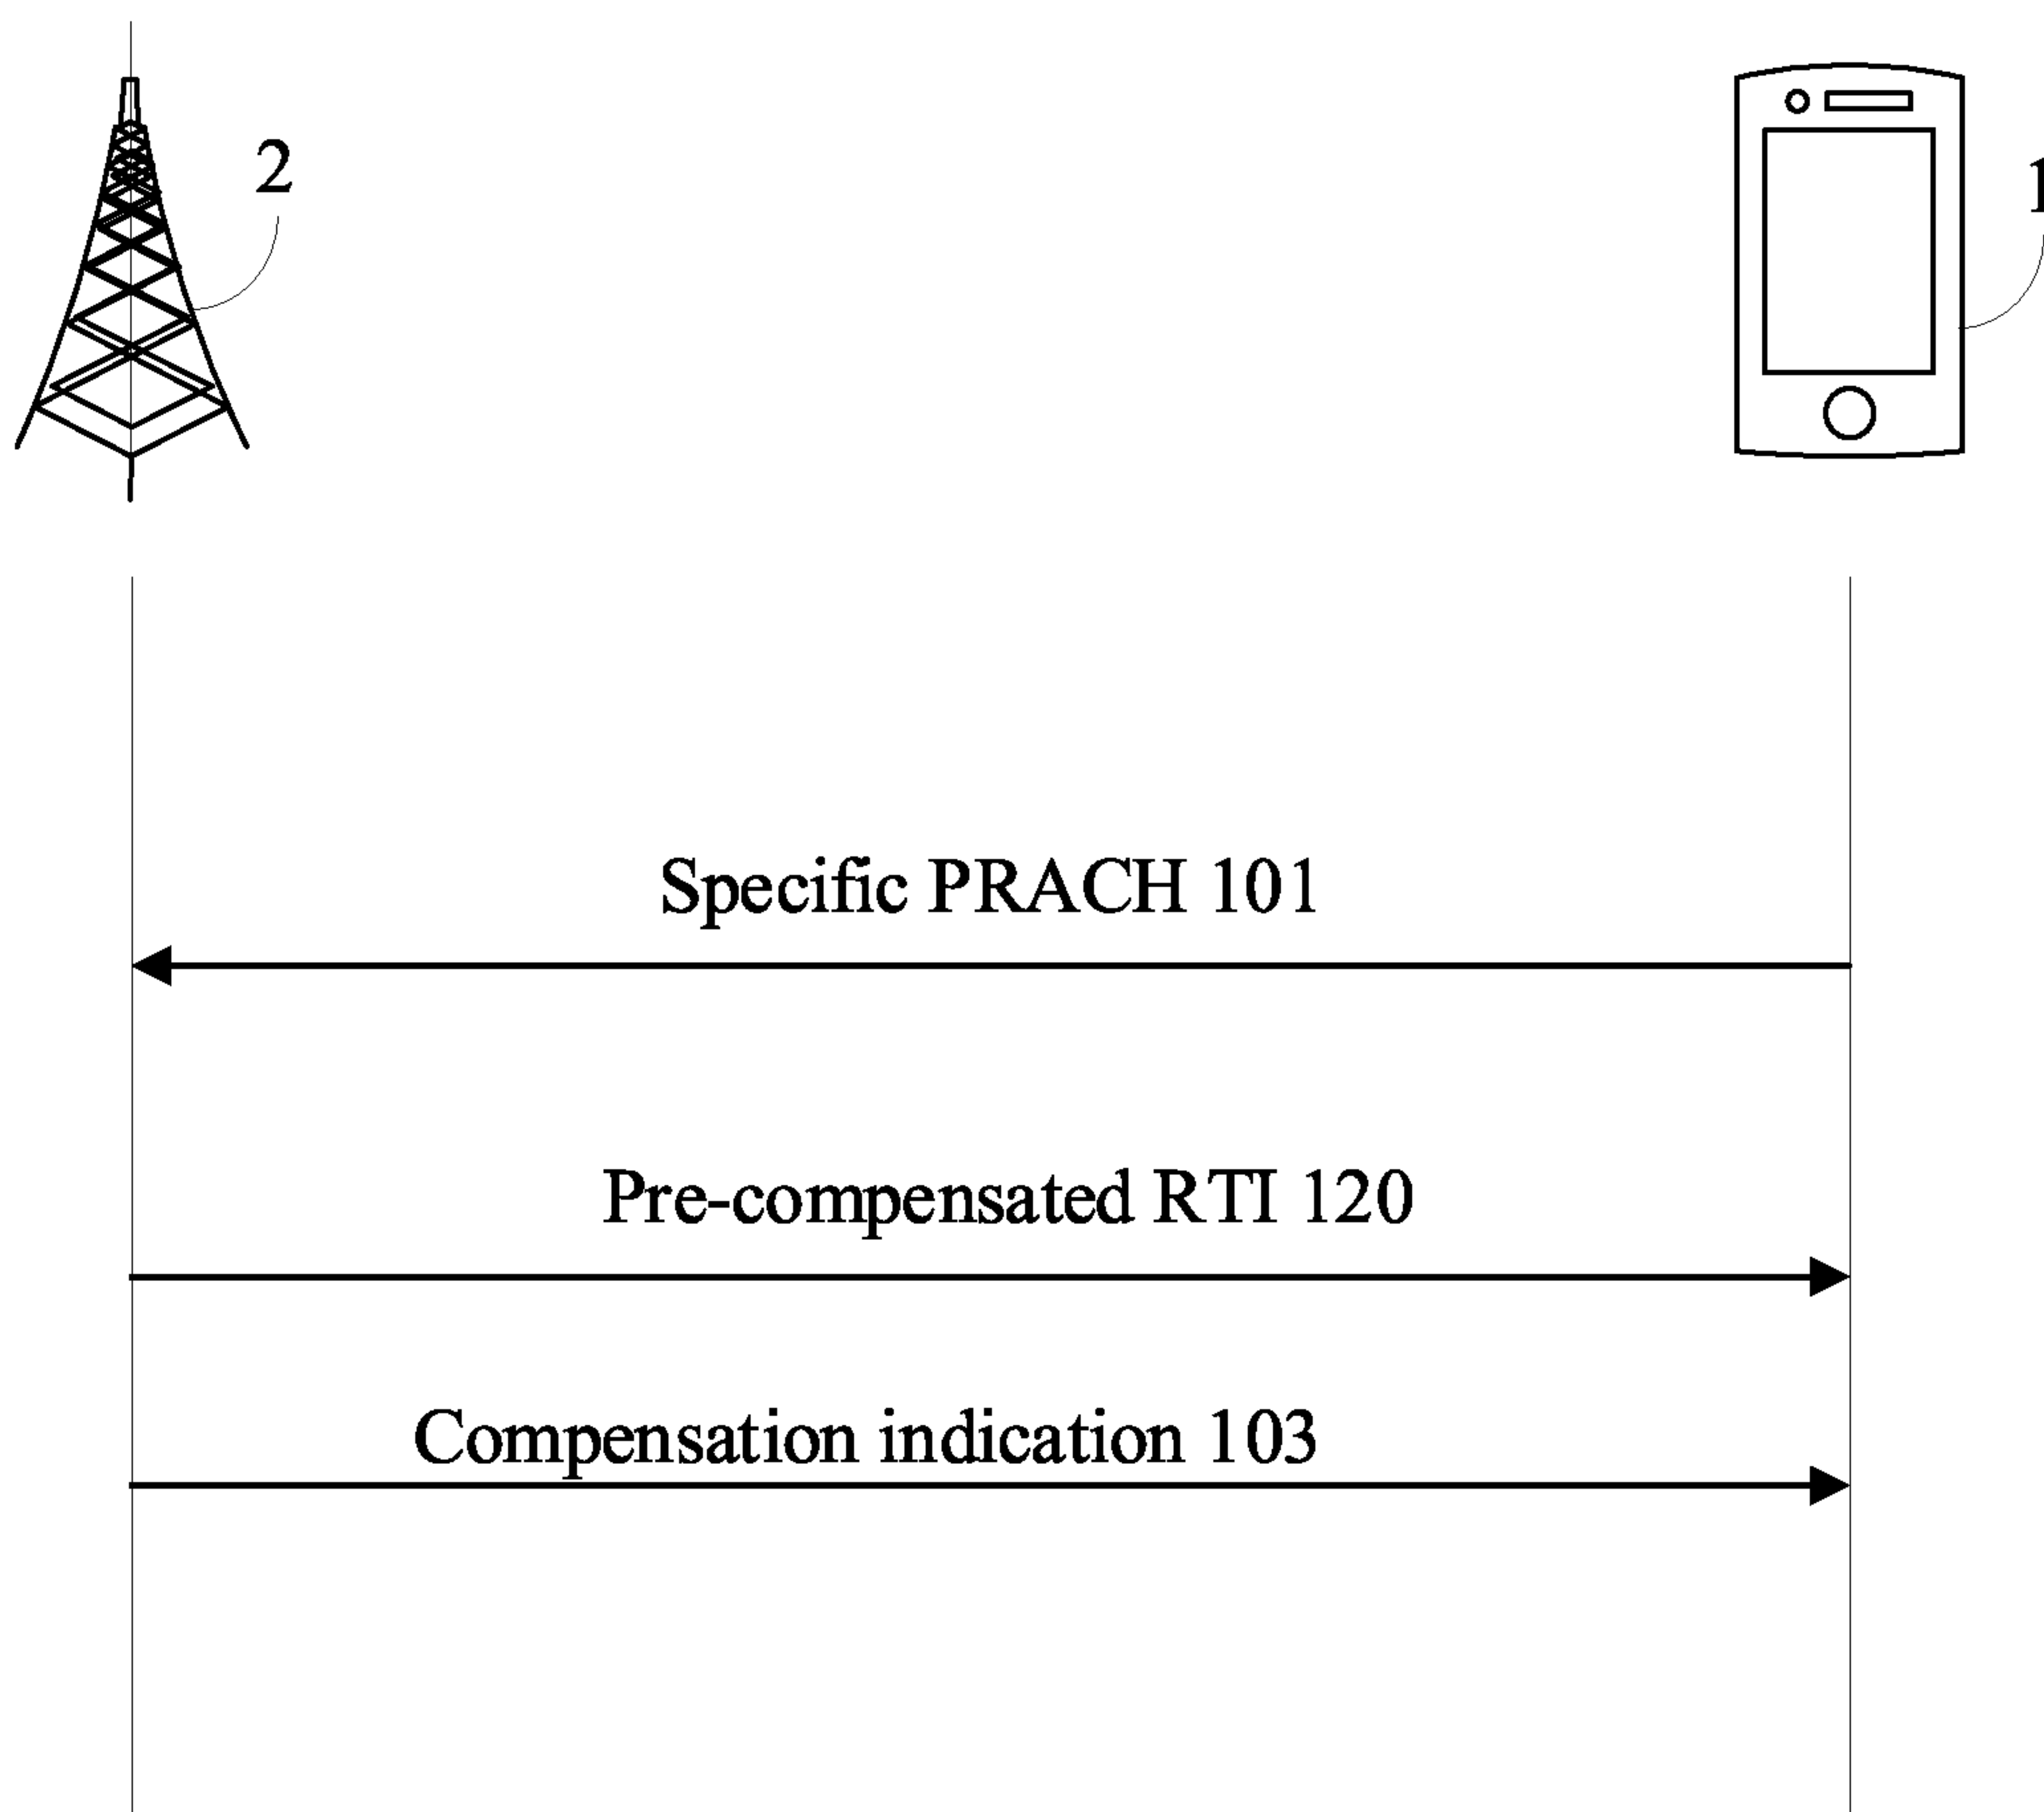 2
1
Specific PRACH 101
Pre-compensated RTI 120
Compensation indication 103